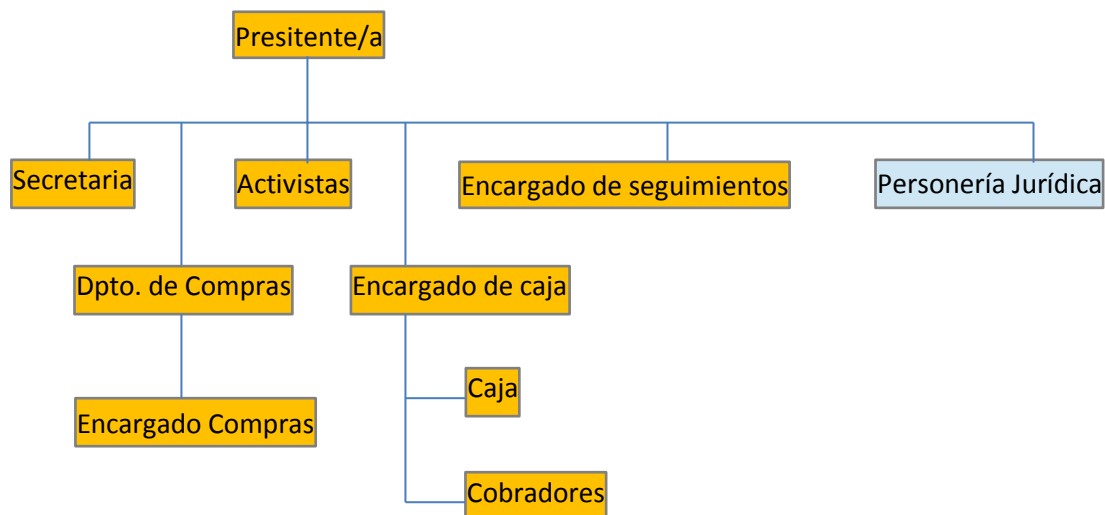 Presitente/a
Secretaria
Activistas
Encargado de seguimientos
Personería Jurídica
Dpto. de Compras
Encargado de caja
Caja
Encargado Compras
Cobradores